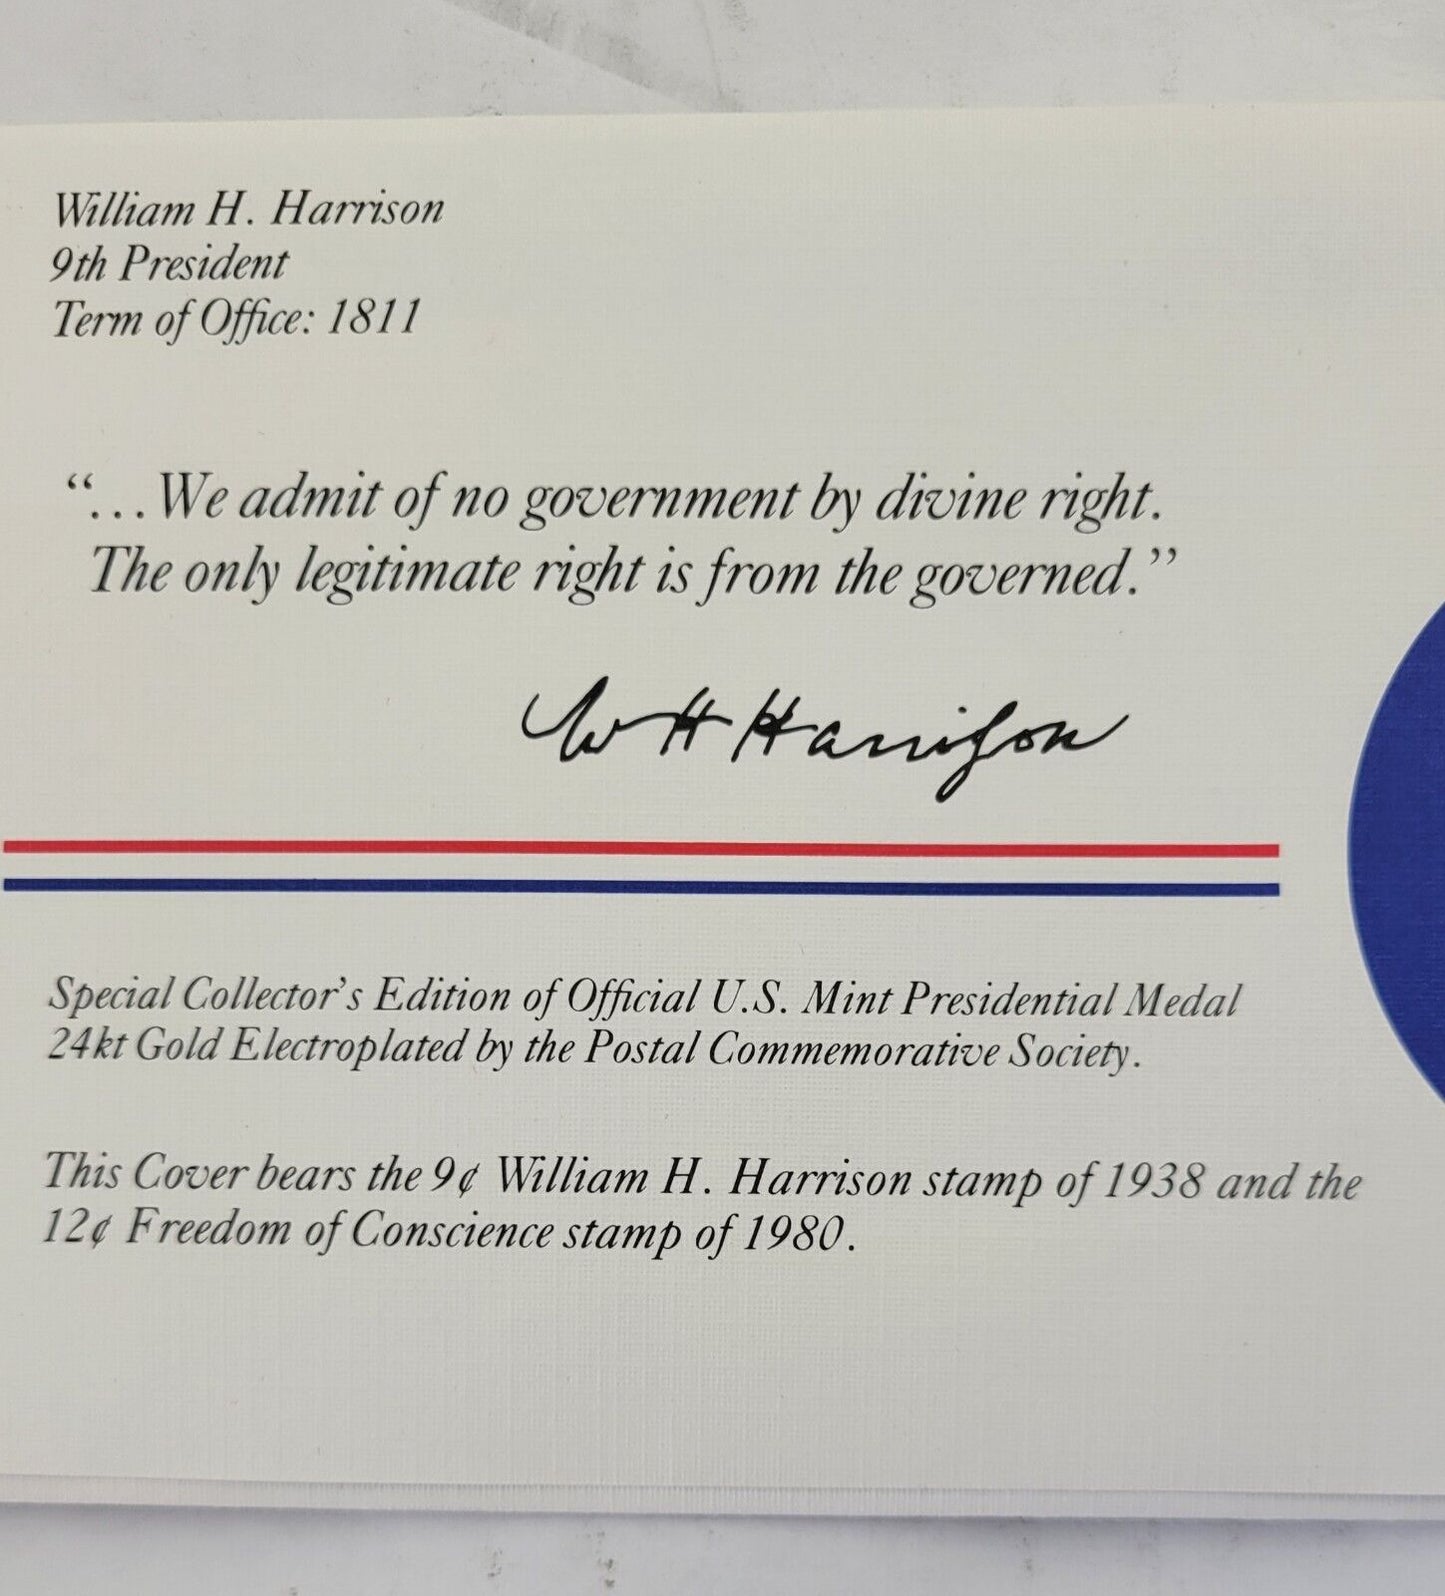 William H. Harrison
9th President
Term of Office: 1811
“...We admit of no government by divine right.
The only legitimate right is from the governed.”
W H Harrison
Special Collector’s Edition of Official U.S. Mint Presidential Medal
24kt Gold Electroplated by the Postal Commemorative Society.
This Cover bears the 9¢ William H. Harrison stamp of 1938 and the
12¢ Freedom of Conscience stamp of 1980.